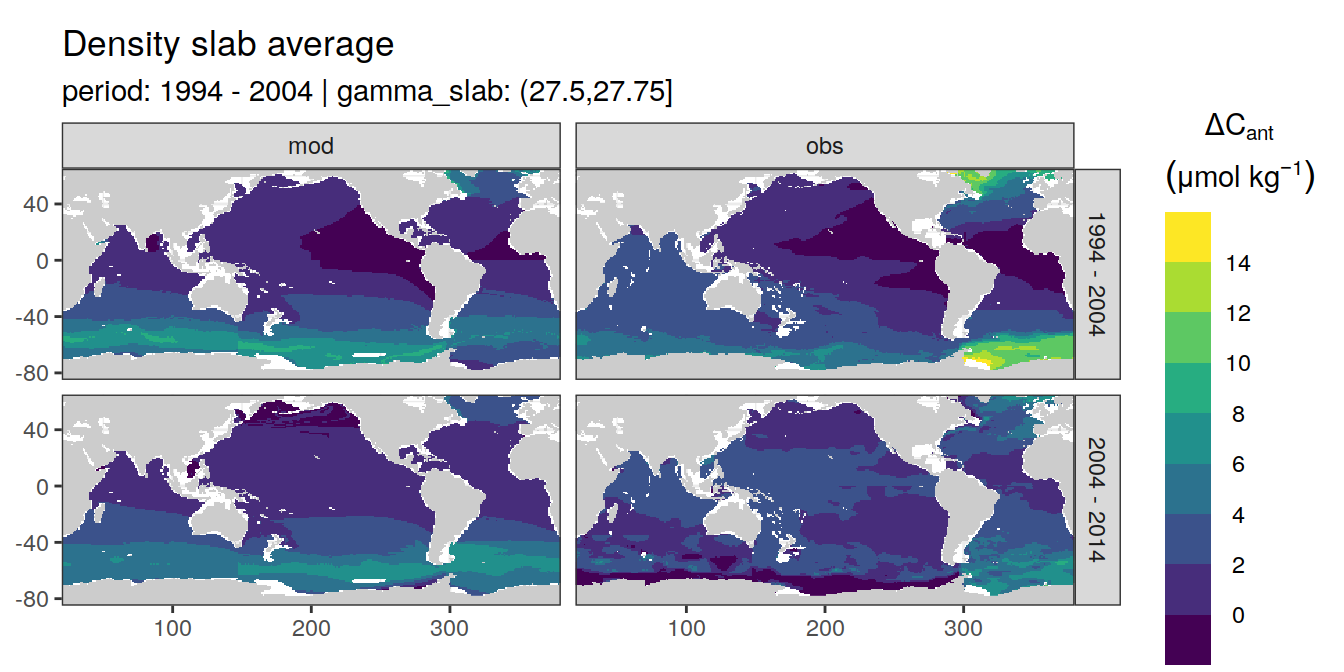 Density slab average
period: 1994 - 2004 | gamma_slab: (27.5,27.75]
mod
obs
ΔCant
(μmol kg⁻¹)
40
0
-40
-80
1994 - 2004
40
0
-40
-80
2004 - 2014
100
200
300
100
200
300
14
12
10
8
6
4
2
0